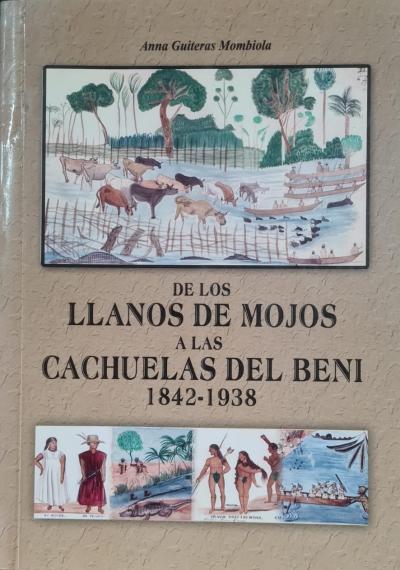 Anna Guiteras Mombiola
DE LOS
LLANOS DE MOJOS
A LAS
CACHUELAS DEL BENI
1842-1938